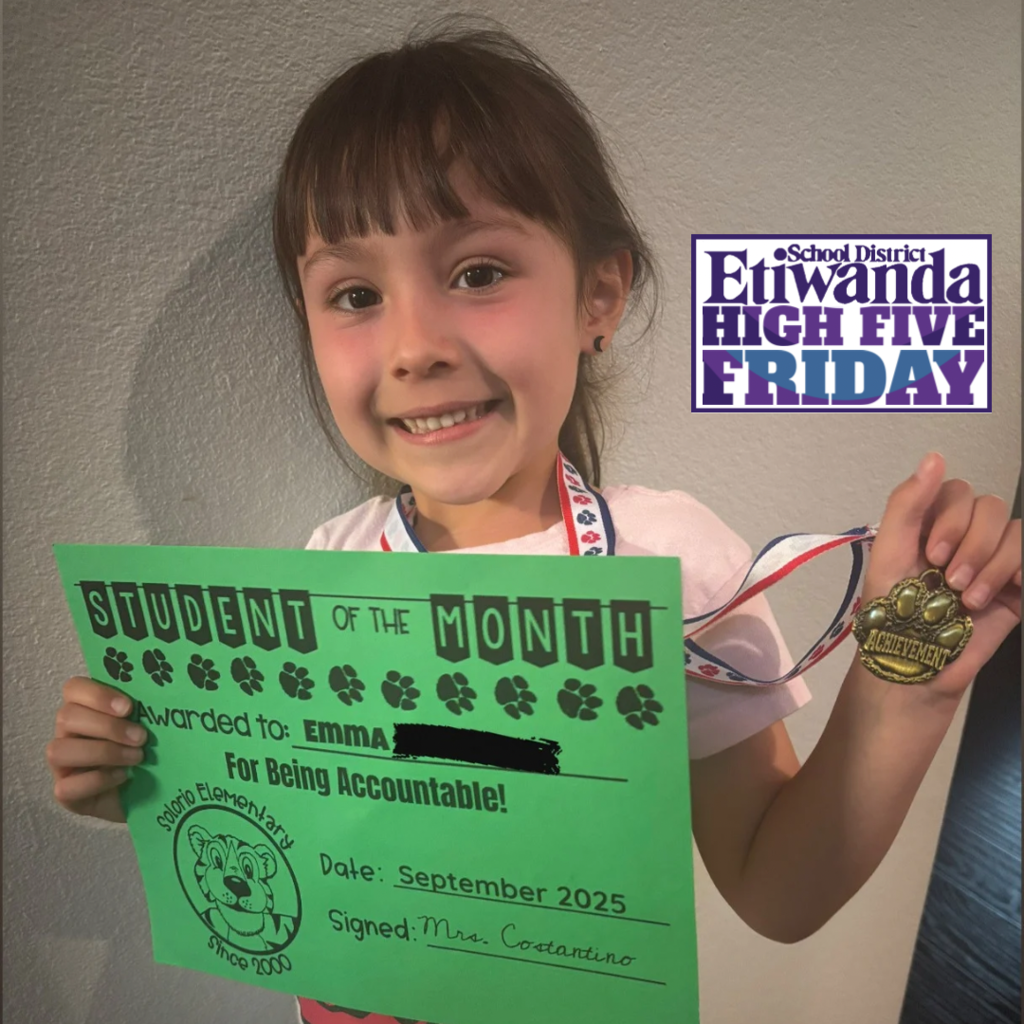 School District
Etiwanda
HIGH FIVE
FRIDAY
STUDENT OF THE MONTH
Awarded to: EMMA
For Being Accountable!
Solorio Elementary
Since 2000
Date: September 2025
Signed: Mrs. Costantino
ACHIEVEMENT